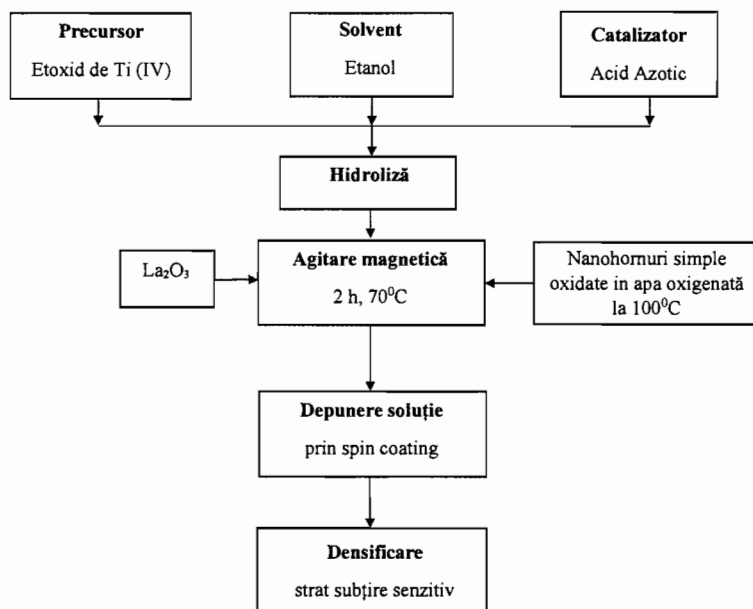 Precursor
Etoxid de Ti (IV)
Solvent
Etanol
Catalizator
Acid Azotic
Hidroliză
La₂O₃
Agitare magnetică
2 h, 70⁰C
Nanohornuri simple
oxidate in apa oxigenată
la 100⁰C
Depunere soluție
prin spin coating
Densificare
strat subțire senzitiv